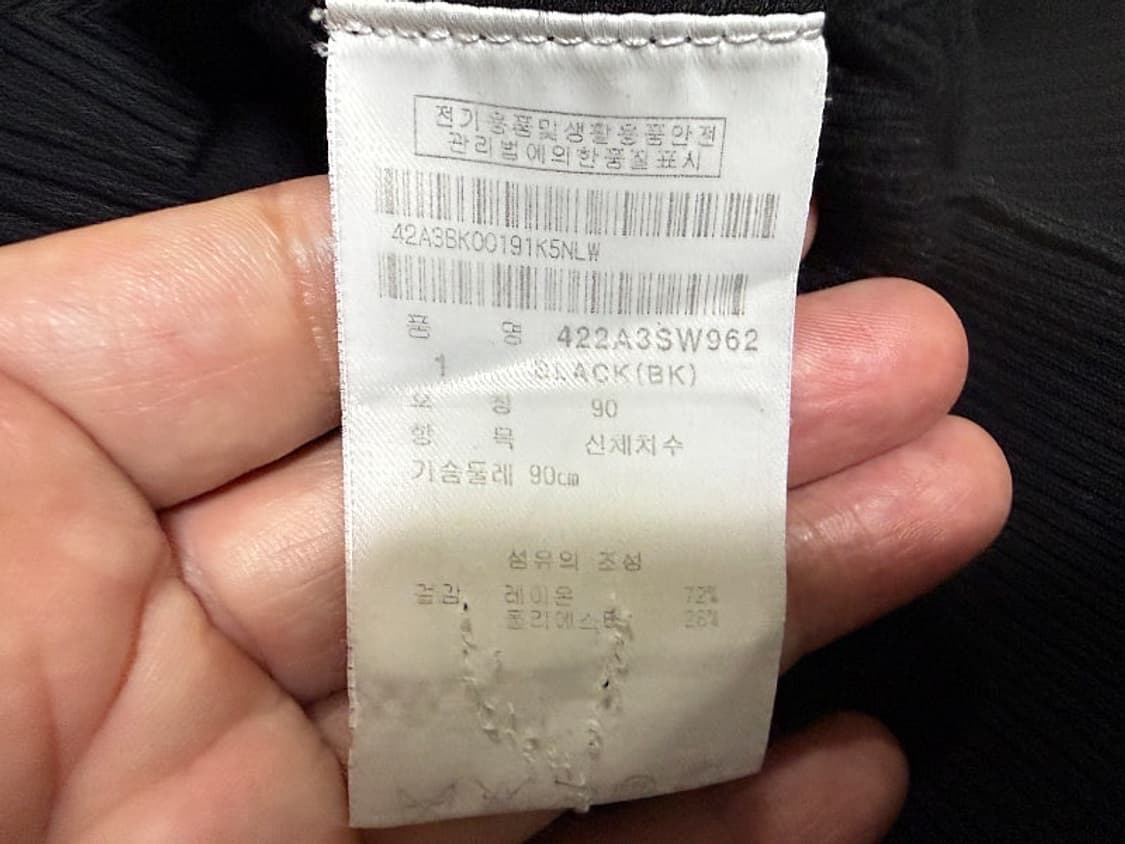 전기용품및생활용품안전
관리법에의한품질표시
42A3BK00191K5NLW
품 명 422A3SW962
1 BLACK(BK)
호 칭 90
항 목 신체치수
가슴둘레 90cm
섬유의 조성
겉감 레이온 72%
폴리에스터 28%